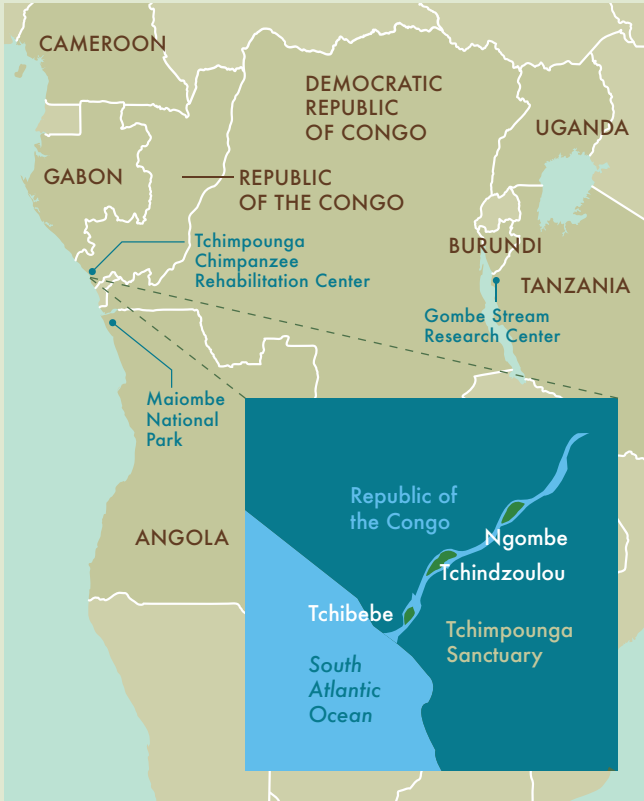 CAMEROON
DEMOCRATIC
REPUBLIC
OF CONGO
UGANDA
GABON
REPUBLIC
OF THE CONGO
Tchimpounga
Chimpanzee
Rehabilitation Center
BURUNDI
TANZANIA
Gombe Stream
Research Center
Maiombe
National
Park
ANGOLA
Republic of
the Congo
Ngombe
Tchindzoulou
Tchibebe
Tchimpounga
Sanctuary
South
Atlantic
Ocean